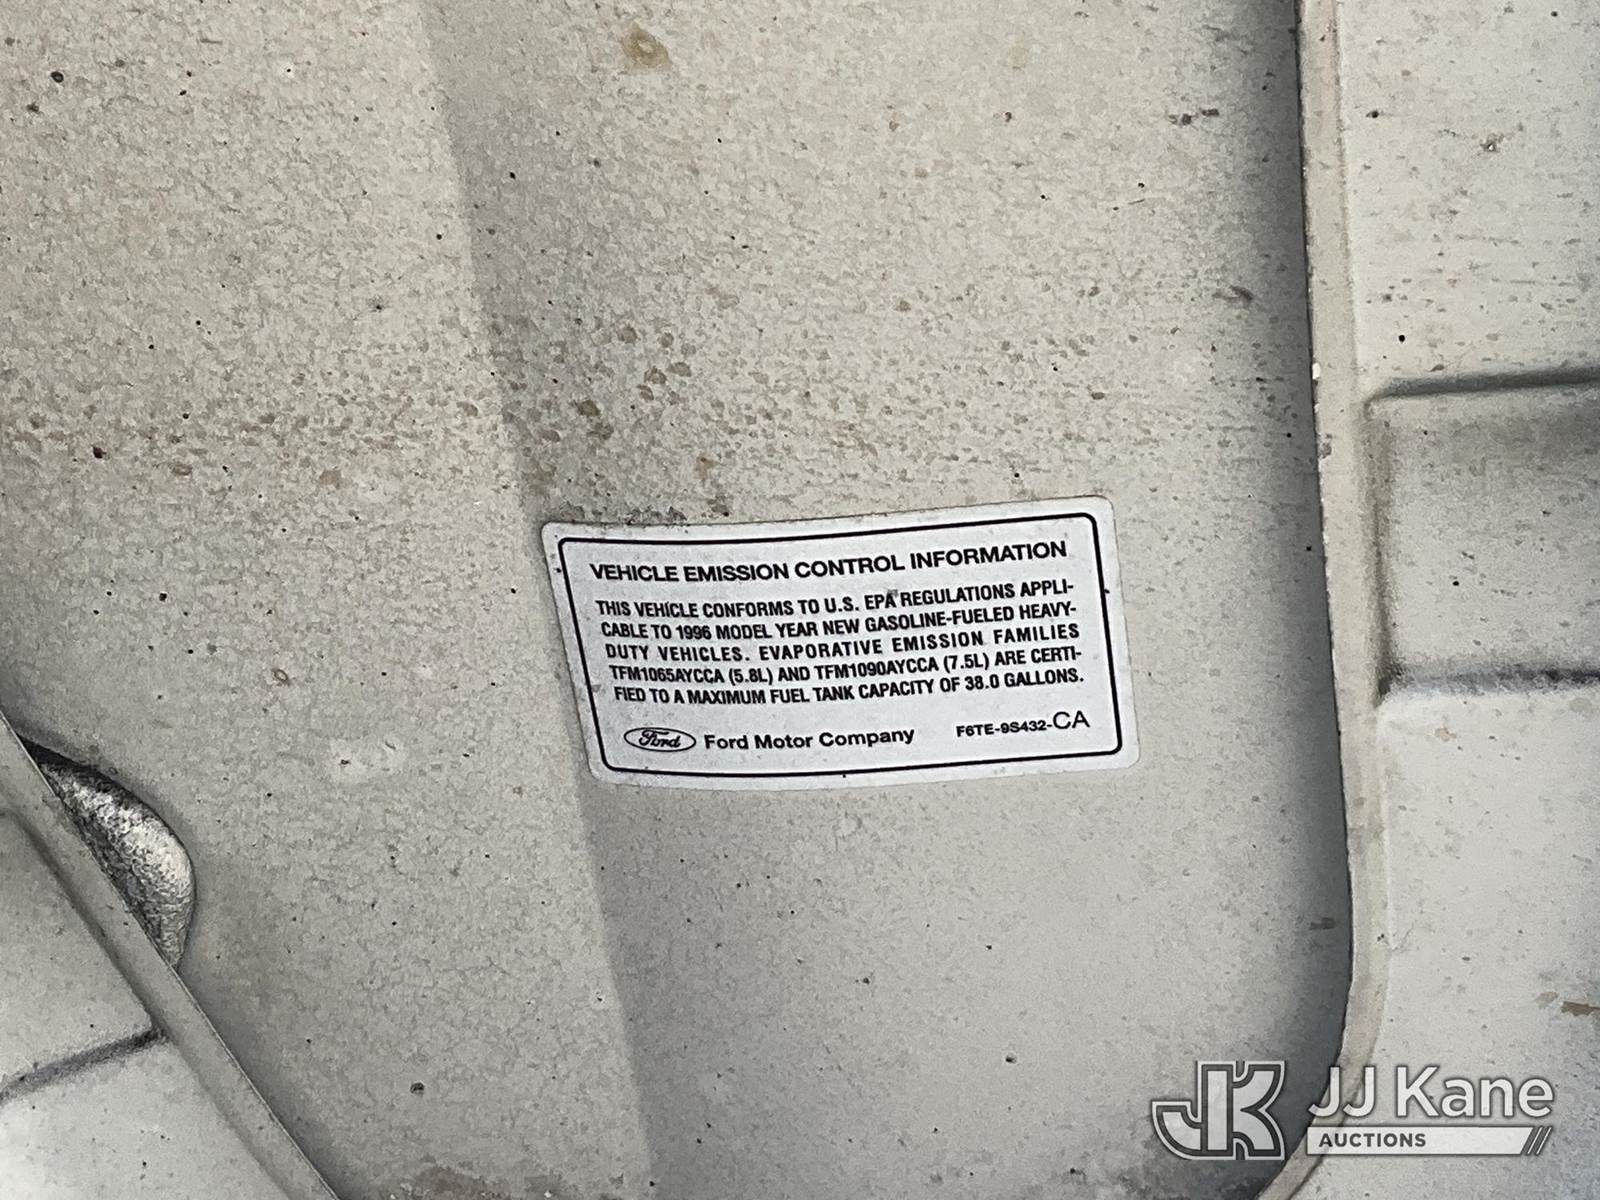 VEHICLE EMISSION CONTROL INFORMATION
THIS VEHICLE CONFORMS TO U.S. EPA REGULATIONS APPLI-
CABLE TO 1996 MODEL YEAR NEW GASOLINE-FUELED HEAVY-
DUTY VEHICLES. EVAPORATIVE EMISSION FAMILIES
TFM1065AYCCA (5.8L) AND TFM1090AYCCA (7.5L) ARE CERTI-
FIED TO A MAXIMUM FUEL TANK CAPACITY OF 38.0 GALLONS.
Ford Ford Motor Company F6TE-9S432-CA
JK JJ Kane
AUCTIONS